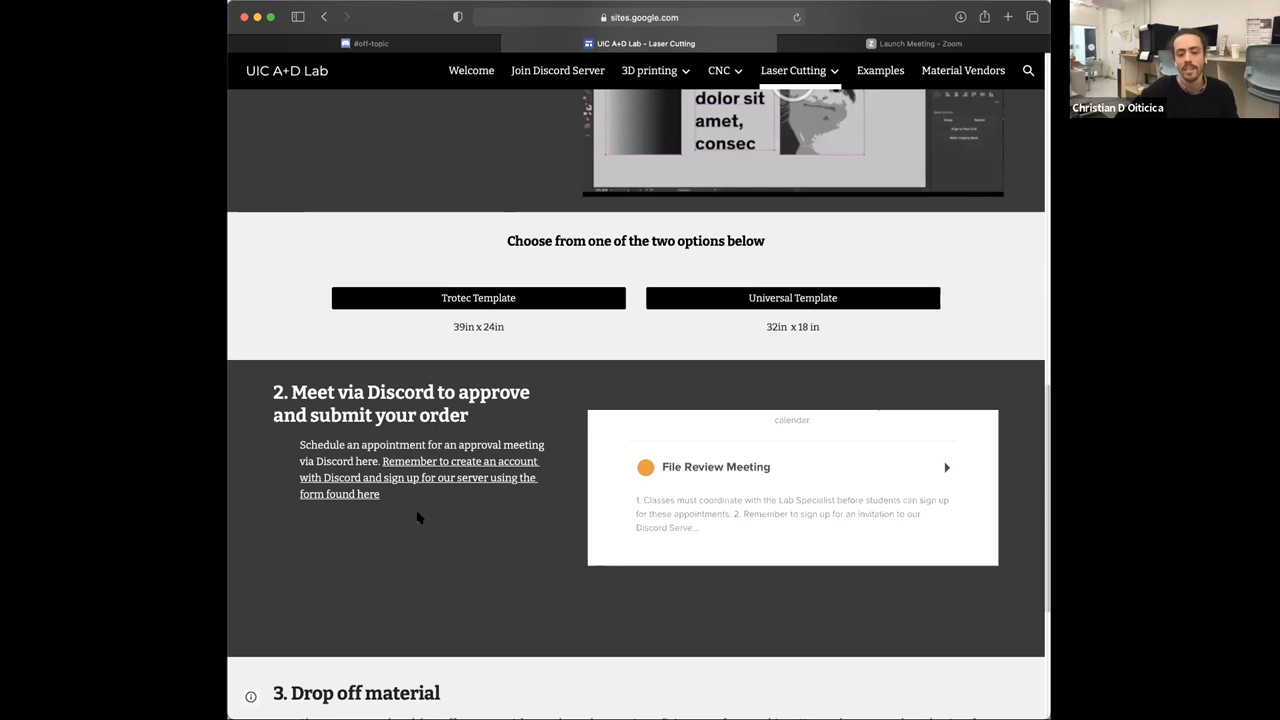 sites.google.com
#off-topic
UIC A+D Lab - Laser Cutting
Launch Meeting - Zoom
UIC A+D Lab
Welcome
Join Discord Server
3D printing
CNC
Laser Cutting
Examples
Material Vendors
Christian D Oiticica
dolor sit
amet,
consec
Choose from one of the two options below
Trotec Template
Universal Template
39in x 24in
32in x 18 in
2. Meet via Discord to approve
and submit your order
Schedule an appointment for an approval meeting
via Discord here. Remember to create an account
with Discord and sign up for our server using the
form found here
calendar.
File Review Meeting
1. Classes must coordinate with the Lab Specialist before students can sign up
for these appointments. 2. Remember to sign up for an invitation to our
Discord Serve...
3. Drop off material